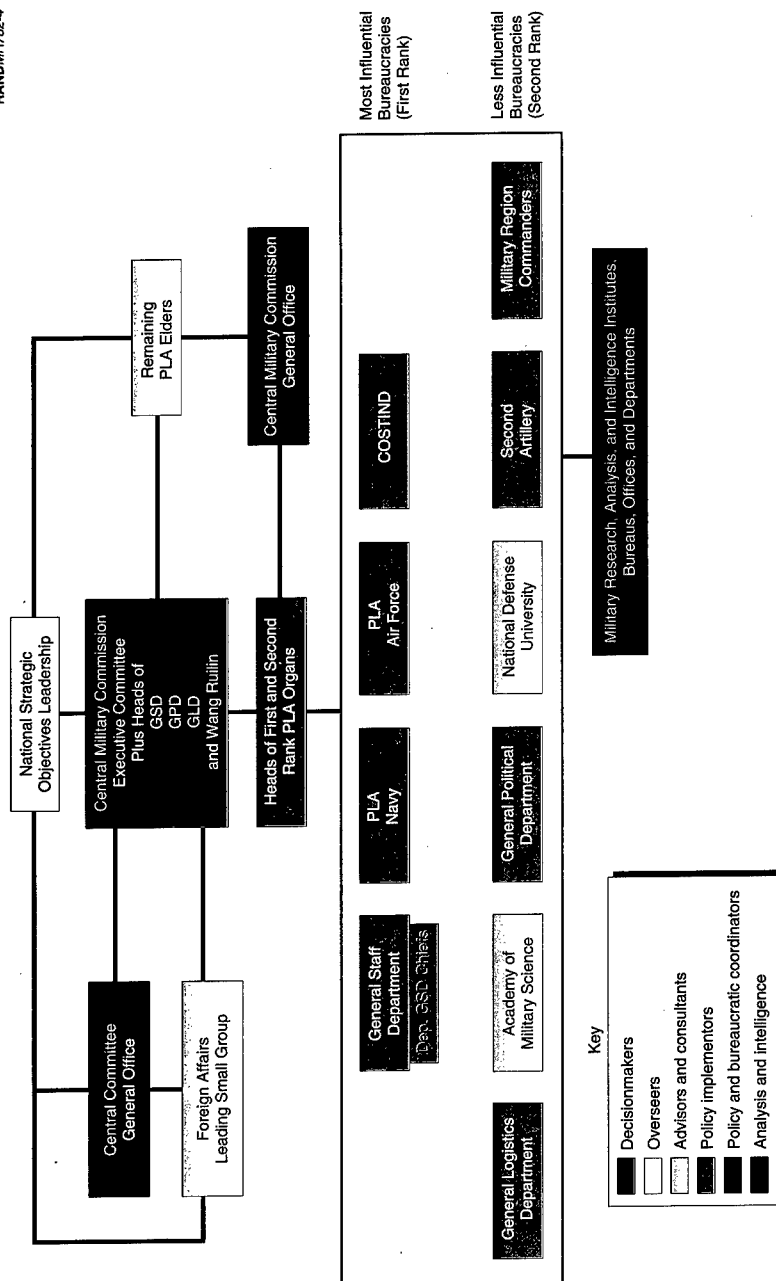 RANDMR782-4
National Strategic
Objectives Leadership
Central Committee
General Office
Foreign Affairs
Leading Small Group
Central Military Commission
Executive Committee
Plus Heads of
GSD
GPD
GLD
and Wang Ruilin
Remaining
PLA Elders
Heads of First and Second
Rank PLA Organs
Central Military Commission
General Office
General Staff
Department
Dep. GSD Chiefs
PLA
Navy
PLA
Air Force
COSTIND
Most Influential
Bureaucracies
(First Rank)
General Logistics
Department
Academy of
Military Science
General Political
Department
National Defense
University
Second
Artillery
Military Region
Commanders
Less Influential
Bureaucracies
(Second Rank)
Military Research, Analysis, and Intelligence Institutes,
Bureaus, Offices, and Departments
Key
Decisionmakers
Overseers
Advisors and consultants
Policy implementors
Policy and bureaucratic coordinators
Analysis and intelligence